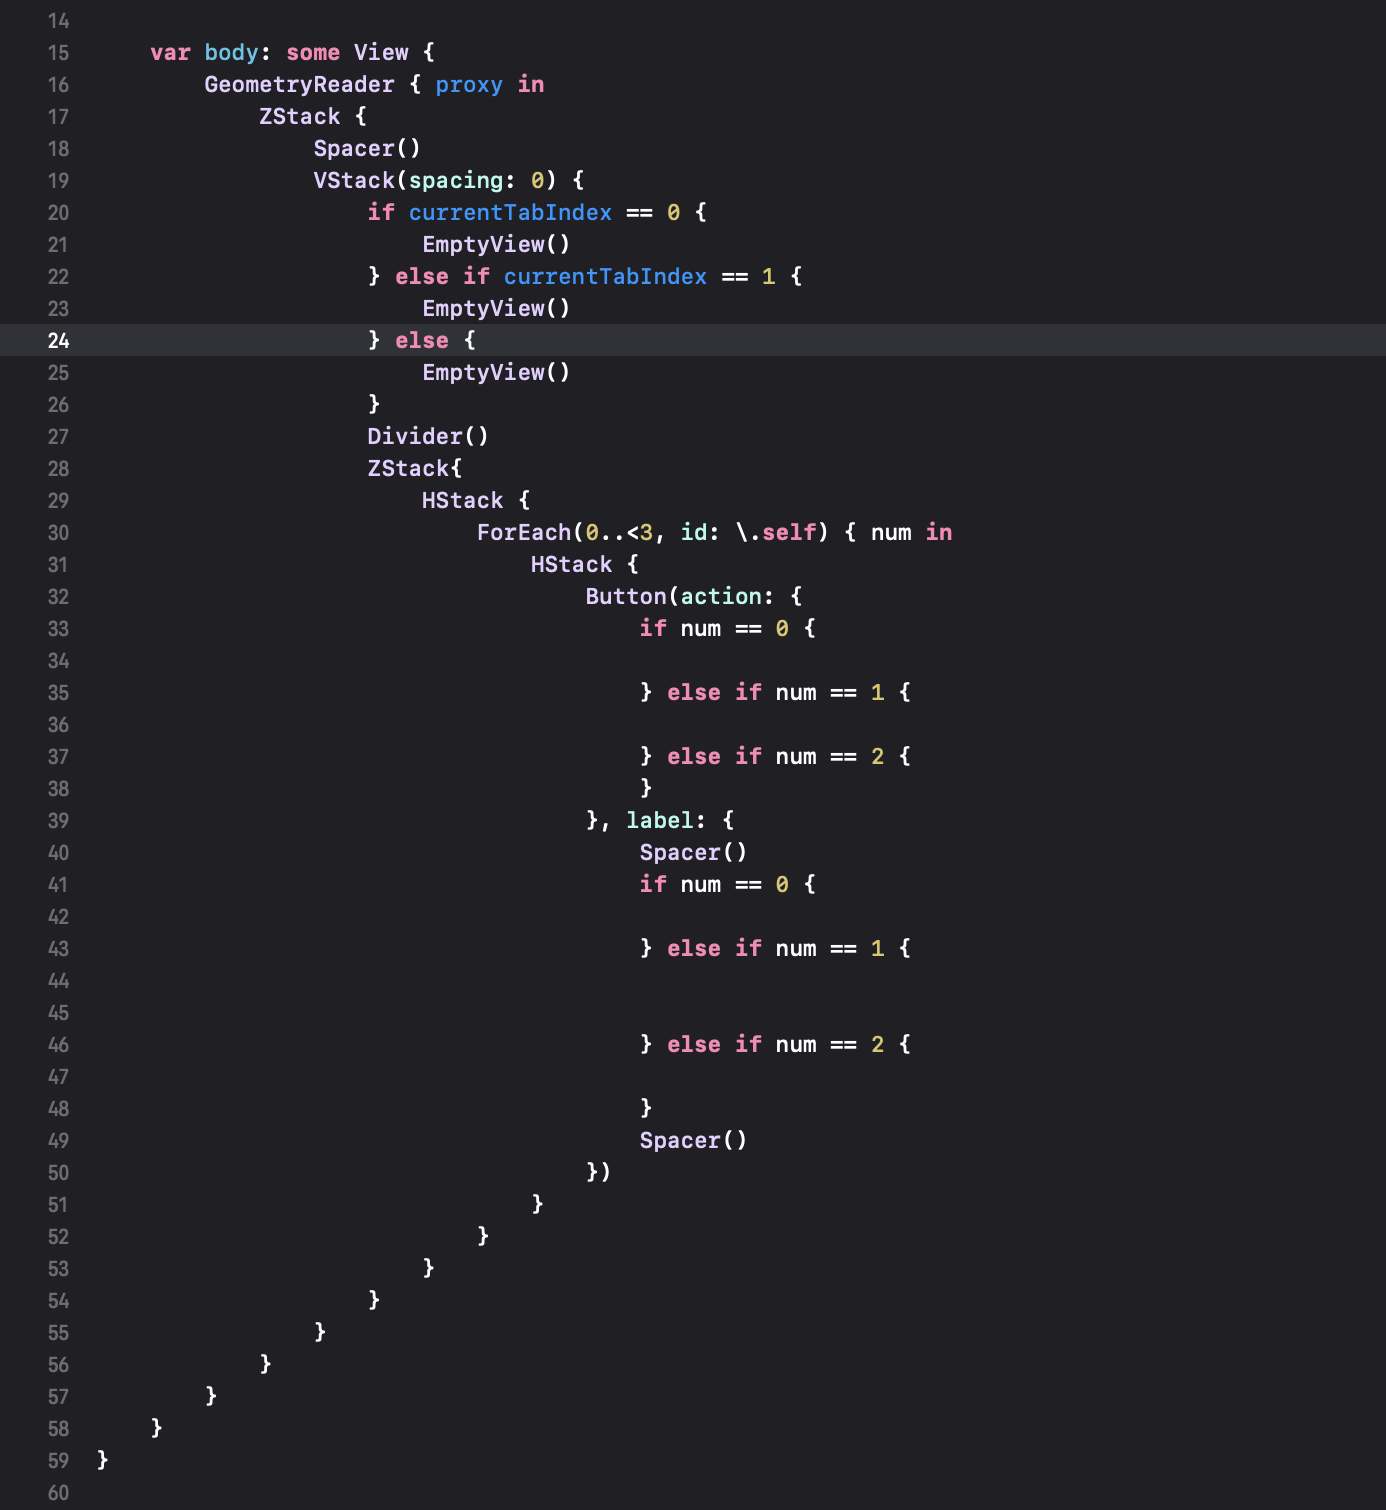 14
15 var body: some View {
16 GeometryReader { proxy in
17 ZStack {
18 Spacer()
19 VStack(spacing: 0) {
20 if currentTabIndex == 0 {
21 EmptyView()
22 } else if currentTabIndex == 1 {
23 EmptyView()
24 } else {
25 EmptyView()
26 }
27 Divider()
28 ZStack{
29 HStack {
30 ForEach(0..<3, id: \.self) { num in
31 HStack {
32 Button(action: {
33 if num == 0 {
34
35 } else if num == 1 {
36
37 } else if num == 2 {
38 }
39 }, label: {
40 Spacer()
41 if num == 0 {
42
43 } else if num == 1 {
44
45
46 } else if num == 2 {
47
48 }
49 Spacer()
50 })
51 }
52 }
53 }
54 }
55 }
56 }
57 }
58 }
59 }
60